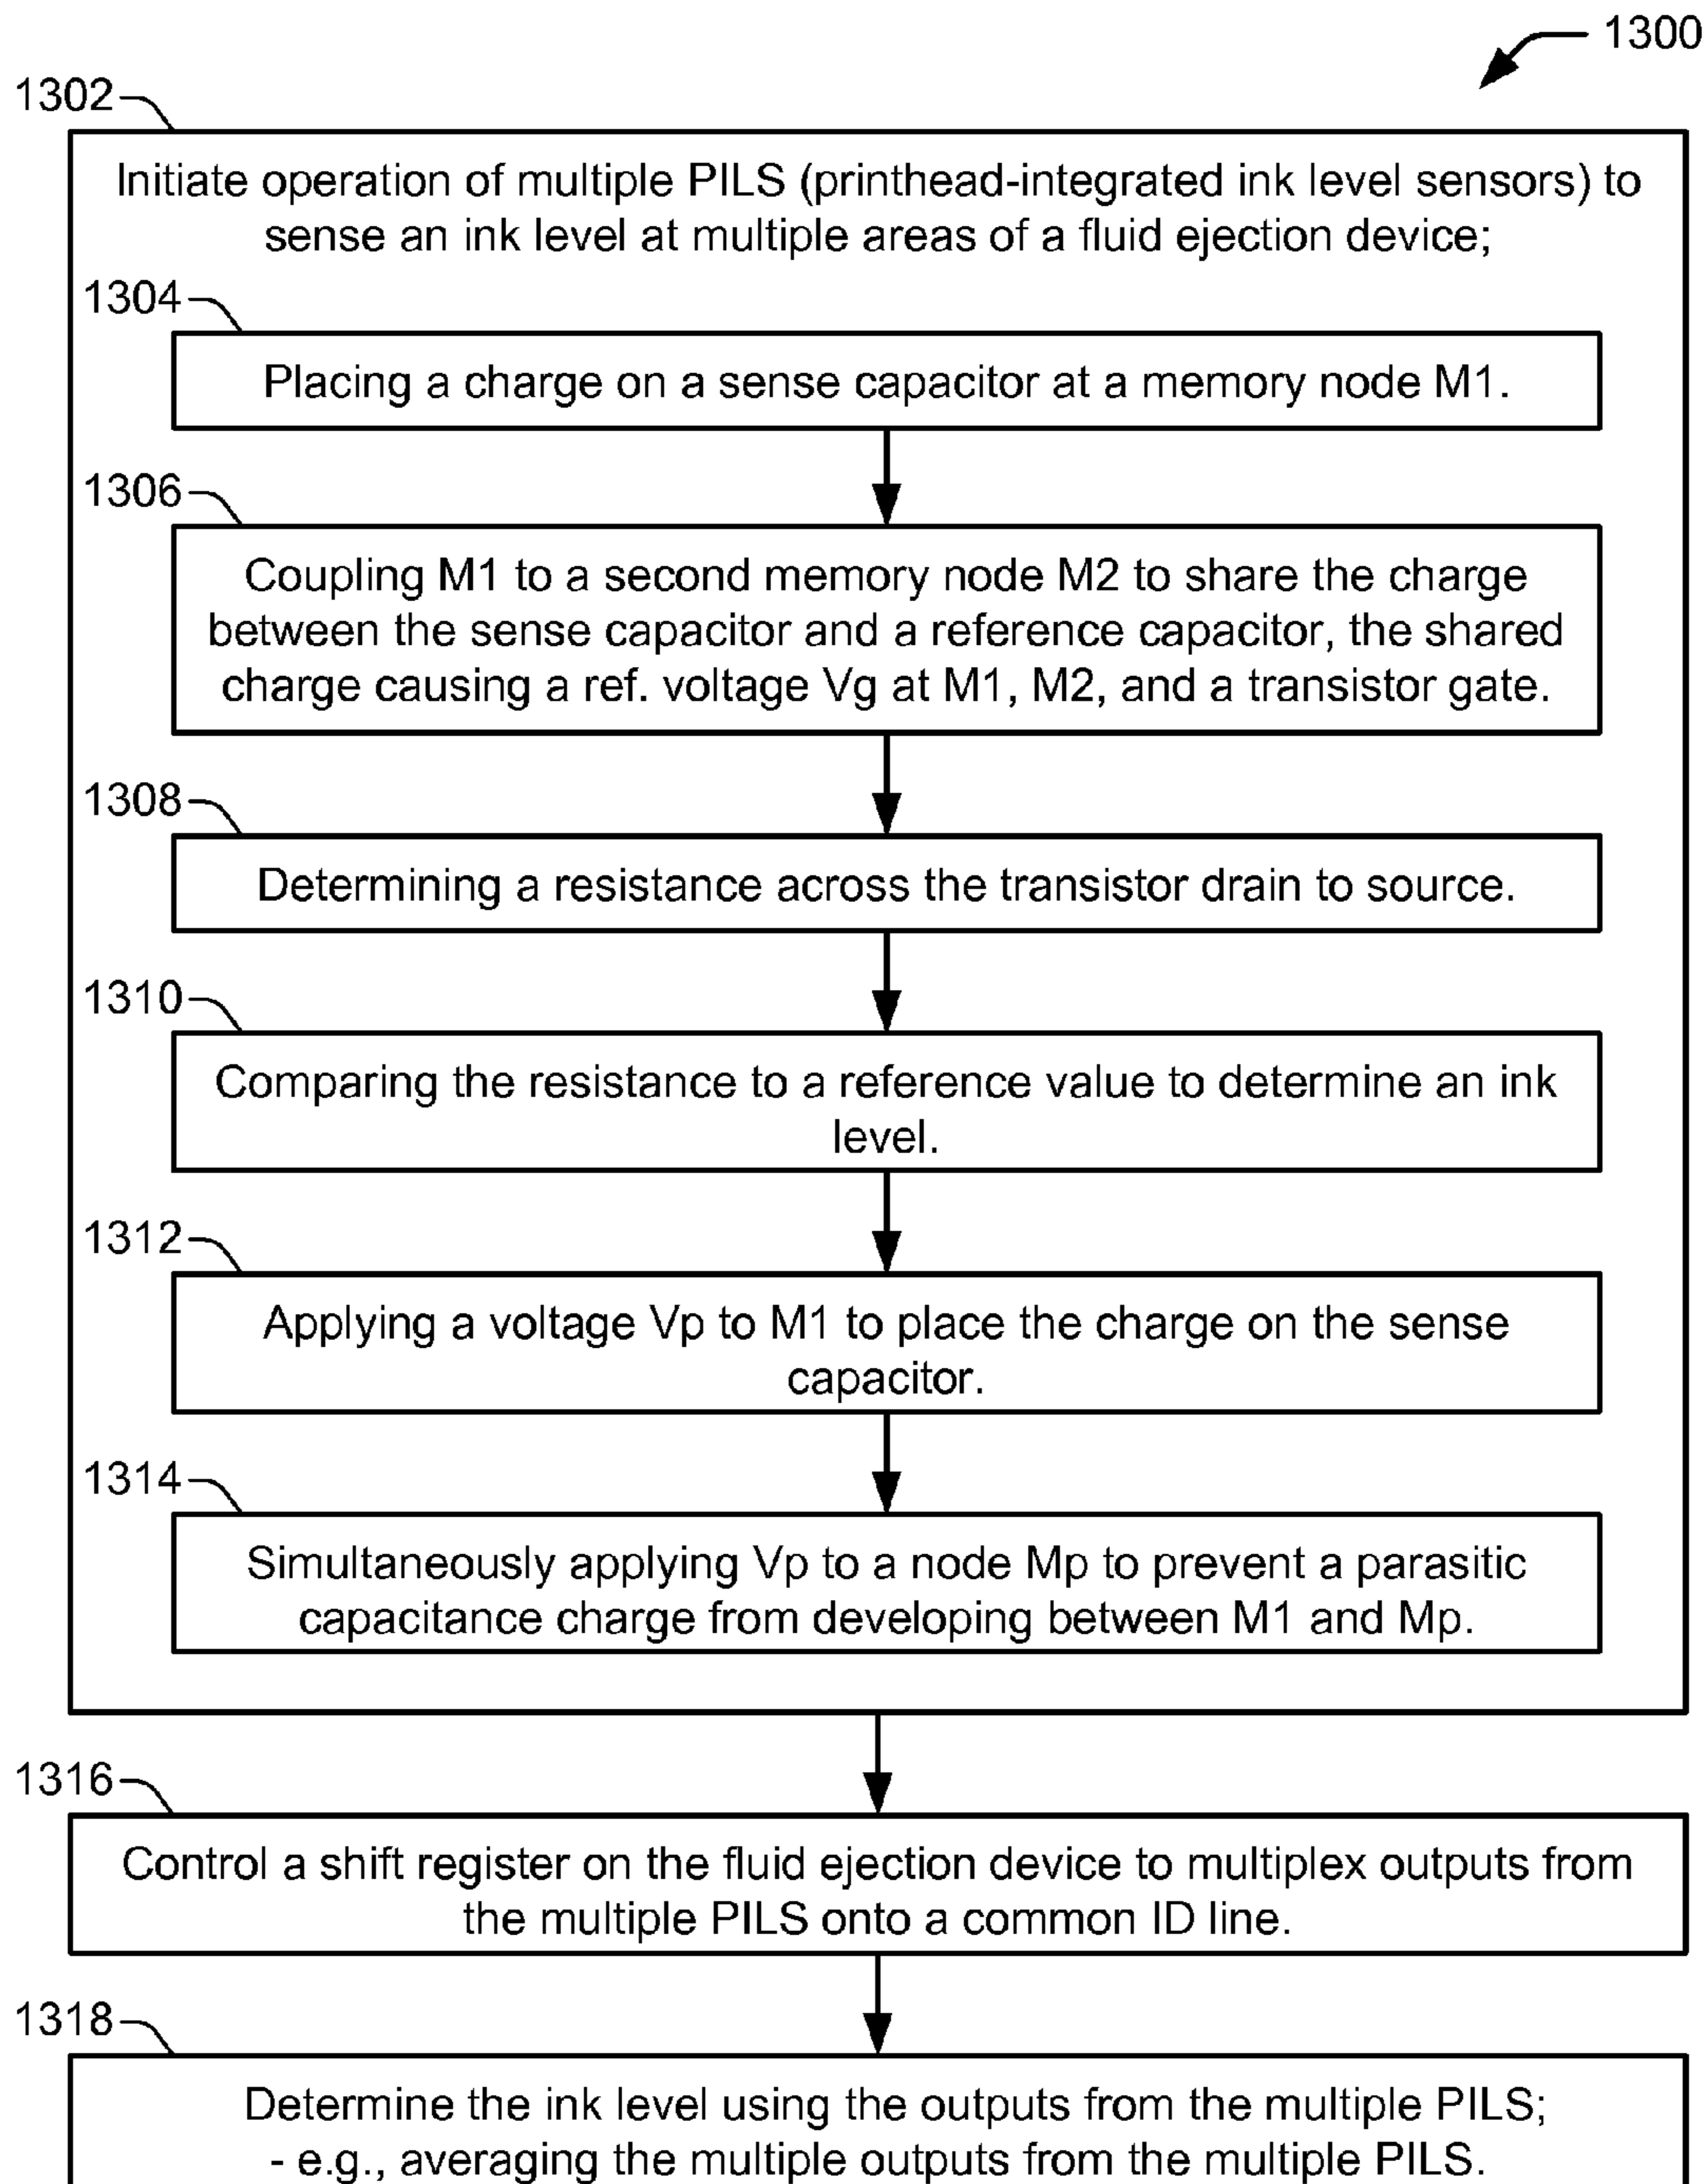 1300
1302
Initiate operation of multiple PILS (printhead-integrated ink level sensors) to
sense an ink level at multiple areas of a fluid ejection device;
1304
Placing a charge on a sense capacitor at a memory node M1.
1306
Coupling M1 to a second memory node M2 to share the charge
between the sense capacitor and a reference capacitor, the shared
charge causing a ref. voltage Vg at M1, M2, and a transistor gate.
1308
Determining a resistance across the transistor drain to source.
1310
Comparing the resistance to a reference value to determine an ink
level.
1312
Applying a voltage Vp to M1 to place the charge on the sense
capacitor.
1314
Simultaneously applying Vp to a node Mp to prevent a parasitic
capacitance charge from developing between M1 and Mp.
1316
Control a shift register on the fluid ejection device to multiplex outputs from
the multiple PILS onto a common ID line.
1318
Determine the ink level using the outputs from the multiple PILS;
- e.g., averaging the multiple outputs from the multiple PILS.